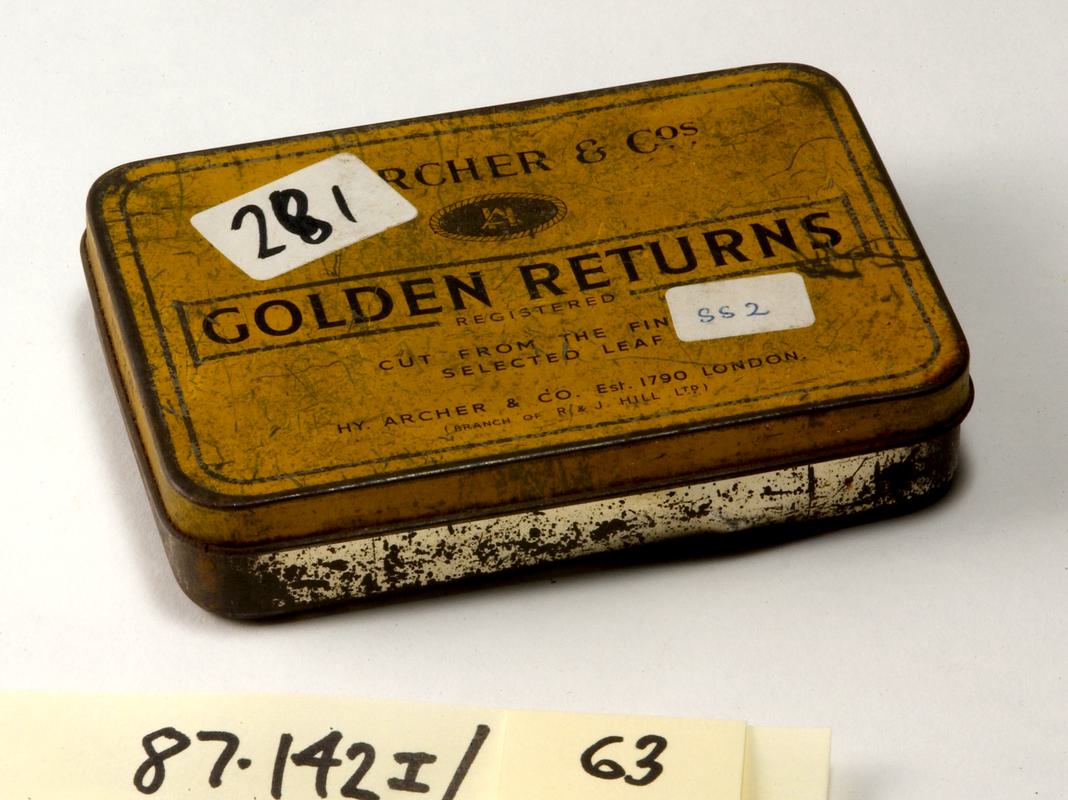 281
RCHER & Cos
GOLDEN RETURNS
REGISTERED
SS2
CUT FROM THE FIN
SELECTED LEAF
HY. ARCHER & CO. Est. 1790 LONDON.
(BRANCH OF R. & J. HILL LTD)
87.142I/
63